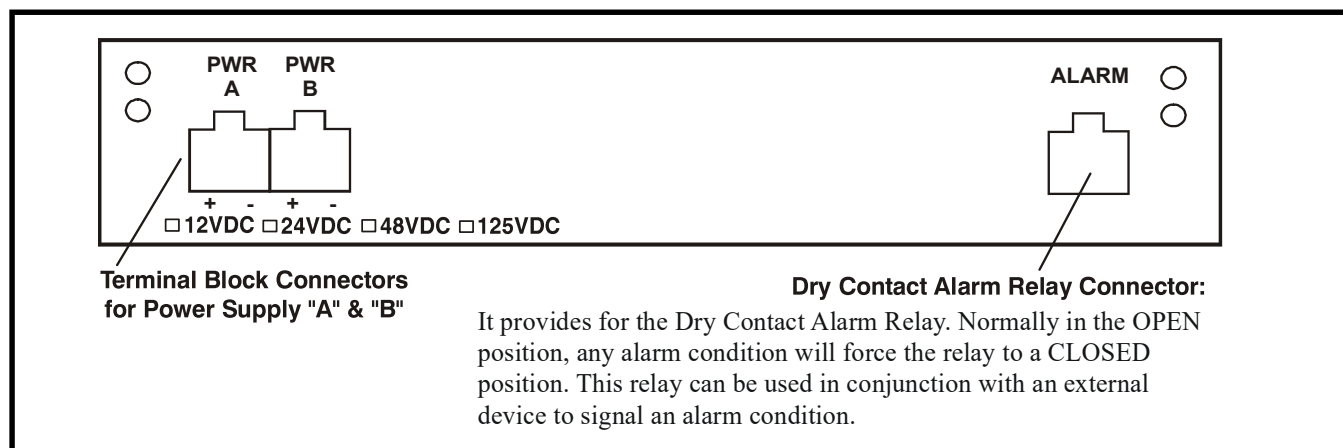 PWR PWR
A B
ALARM
+ - + -
□ 12VDC □ 24VDC □ 48VDC □ 125VDC
Terminal Block Connectors
for Power Supply "A" & "B"
Dry Contact Alarm Relay Connector:
It provides for the Dry Contact Alarm Relay. Normally in the OPEN
position, any alarm condition will force the relay to a CLOSED
position. This relay can be used in conjunction with an external
device to signal an alarm condition.